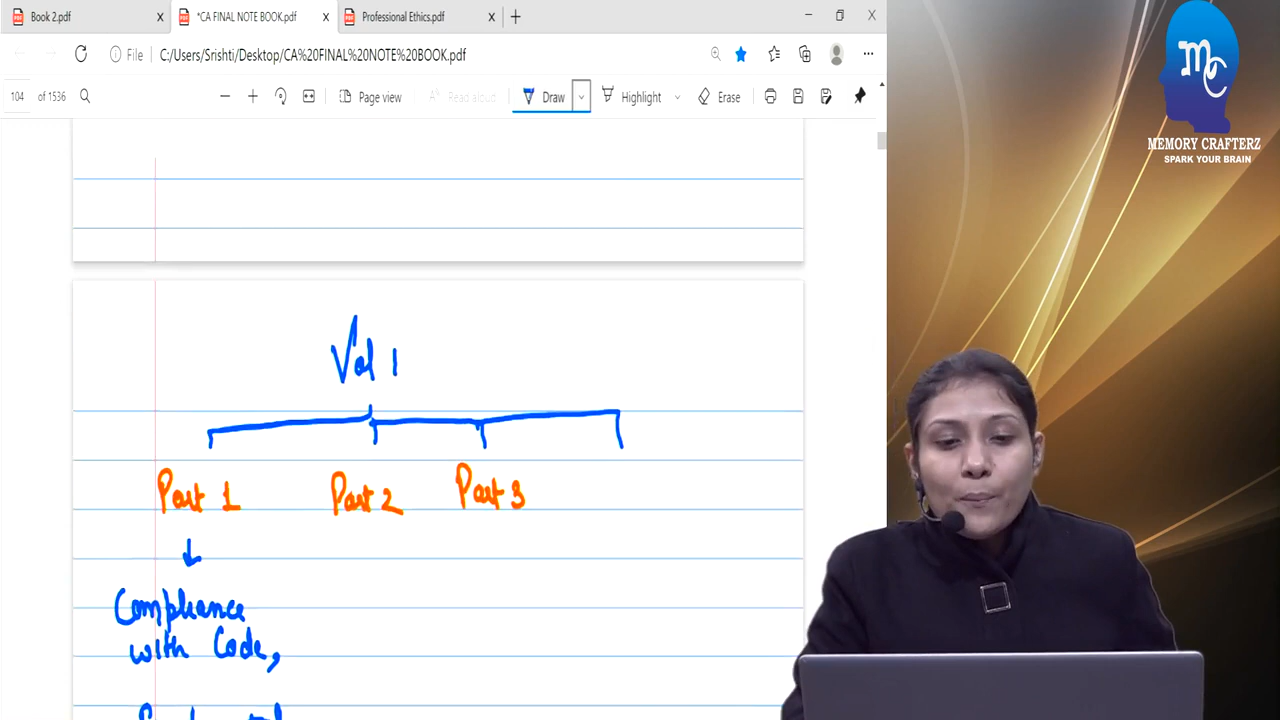 Book 2.pdf
*CA FINAL NOTE BOOK.pdf
Professional Ethics.pdf
File
C:/Users/Srishti/Desktop/CA%20FINAL%20NOTE%20BOOK.pdf
104 of 1536
Page view
Read aloud
Draw
Highlight
Erase
mc
MEMORY CRAFTERZ
SPARK YOUR BRAIN
Vol 1
Part 1 Part 2 Part 3
Compliance
with Code,